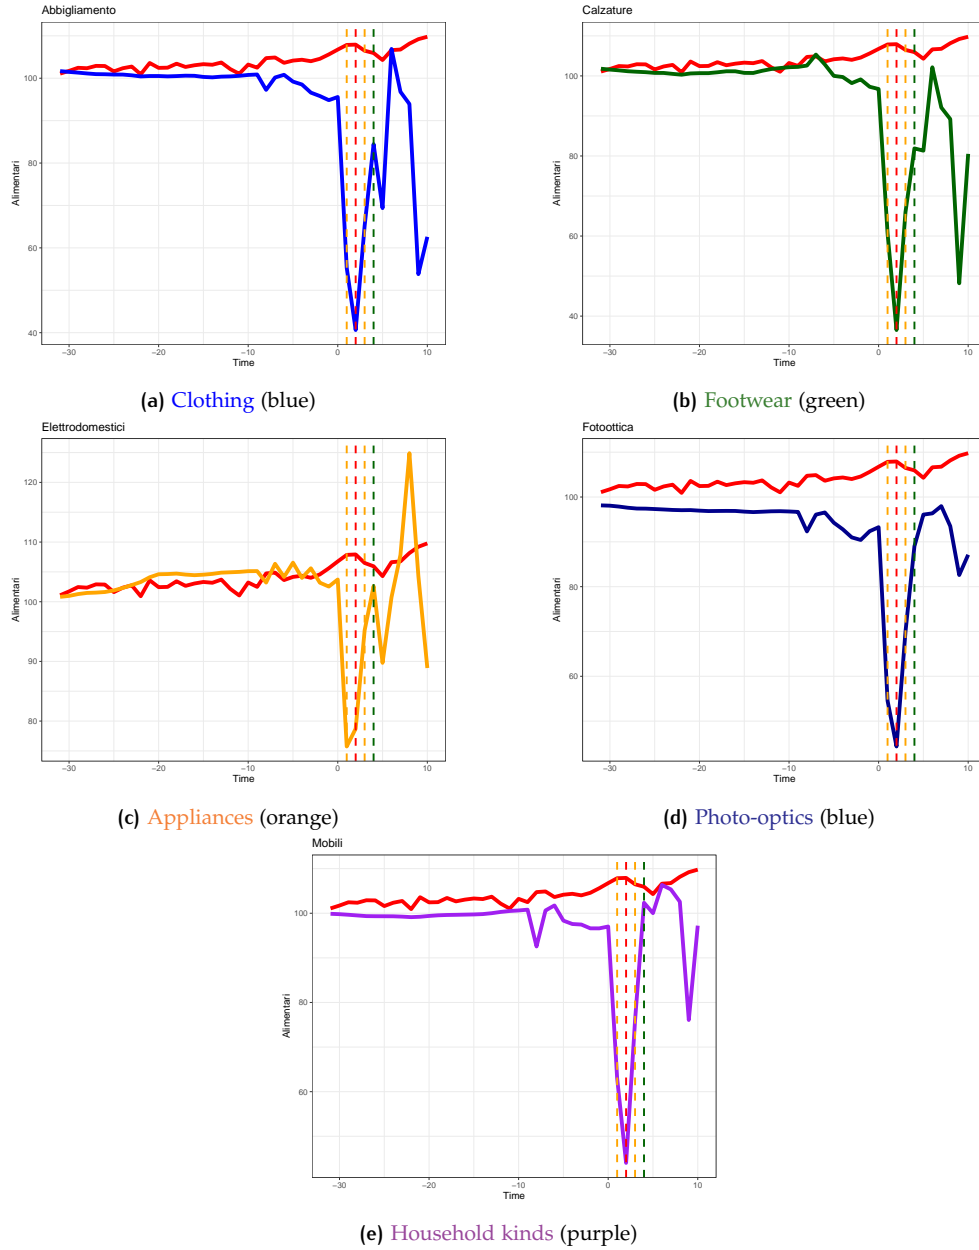 Abbigliamento
Alimentari
100
80
60
40
−30
−20
−10
0
10
Time
(a) Clothing (blue)
Calzature
Alimentari
100
80
60
40
−30
−20
−10
0
10
Time
(b) Footwear (green)
Elettrodomestici
Alimentari
120
110
100
90
80
−30
−20
−10
0
10
Time
(c) Appliances (orange)
Fotoottica
Alimentari
100
80
60
−30
−20
−10
0
10
Time
(d) Photo-optics (blue)
Mobili
Alimentari
100
80
60
−30
−20
−10
0
10
Time
(e) Household kinds (purple)